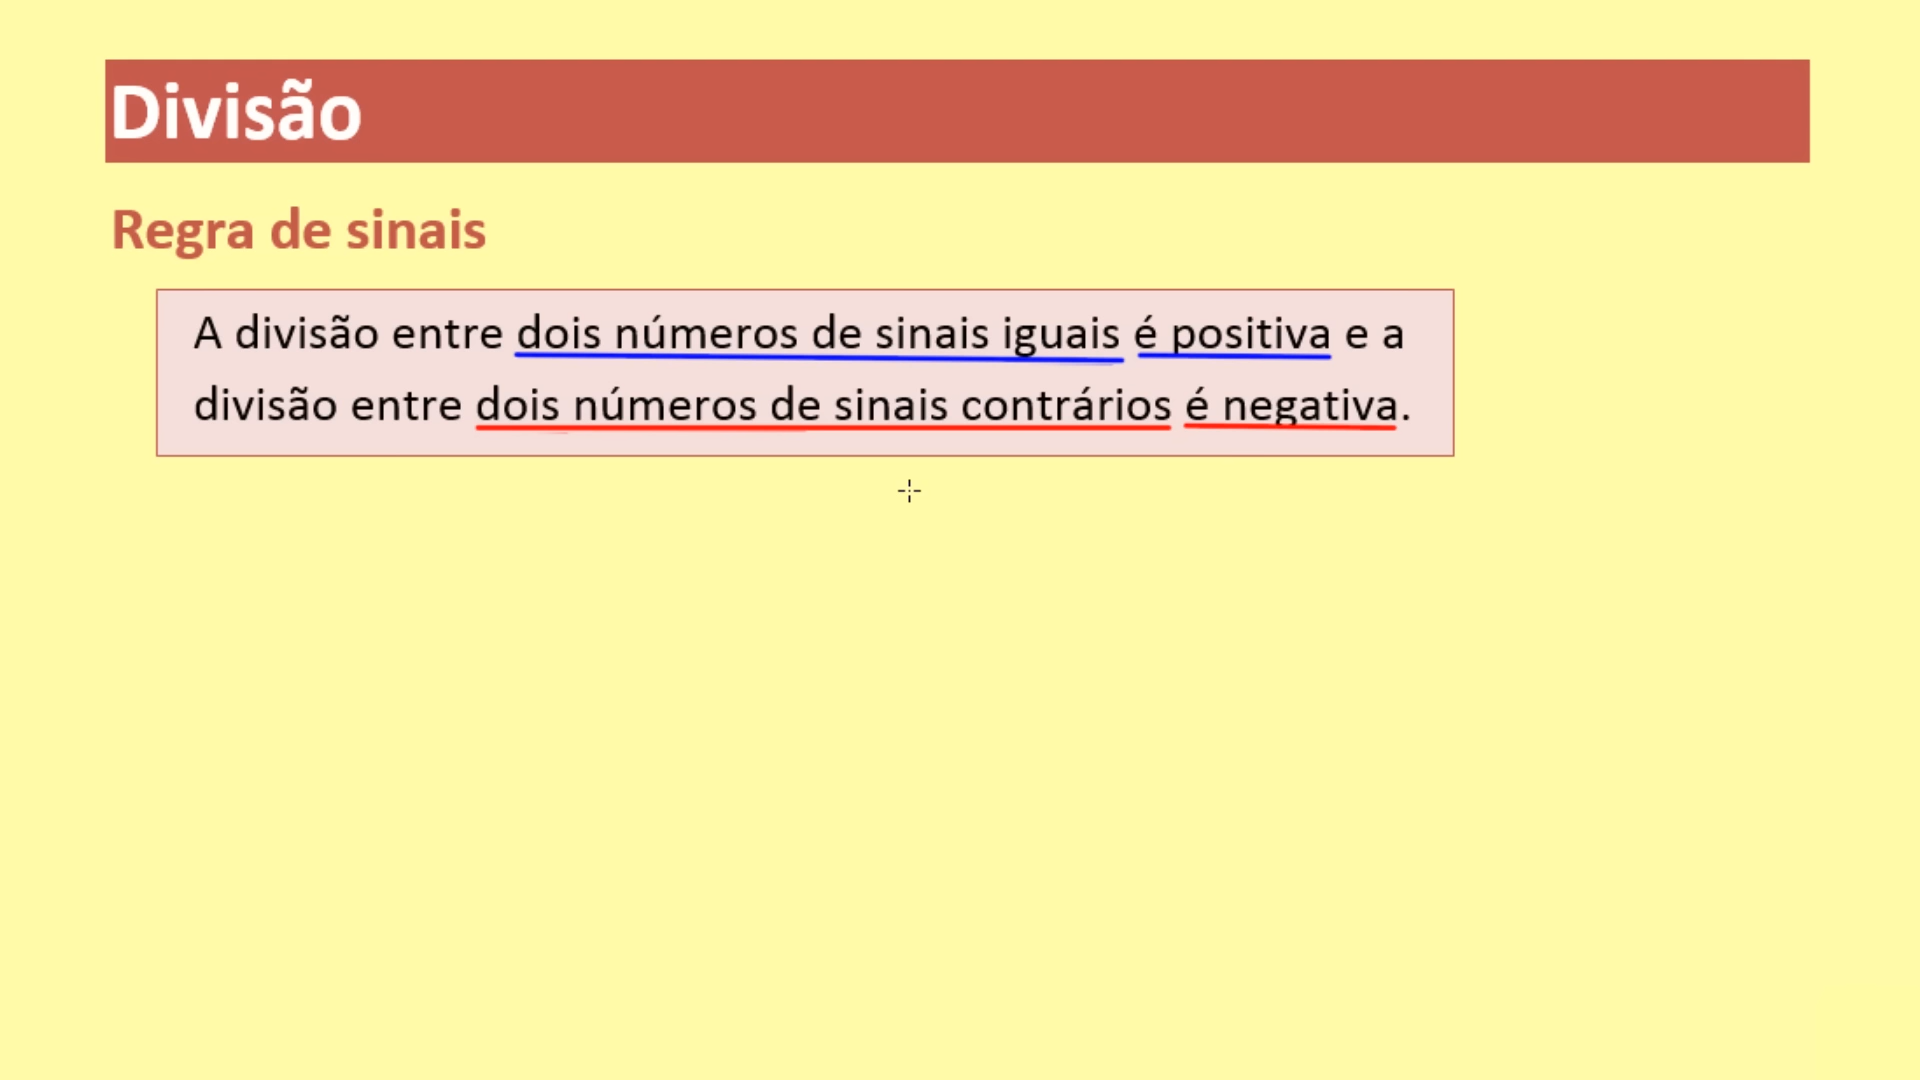 Divisão
Regra de sinais
A divisão entre dois números de sinais iguais é positiva e a
divisão entre dois números de sinais contrários é negativa.